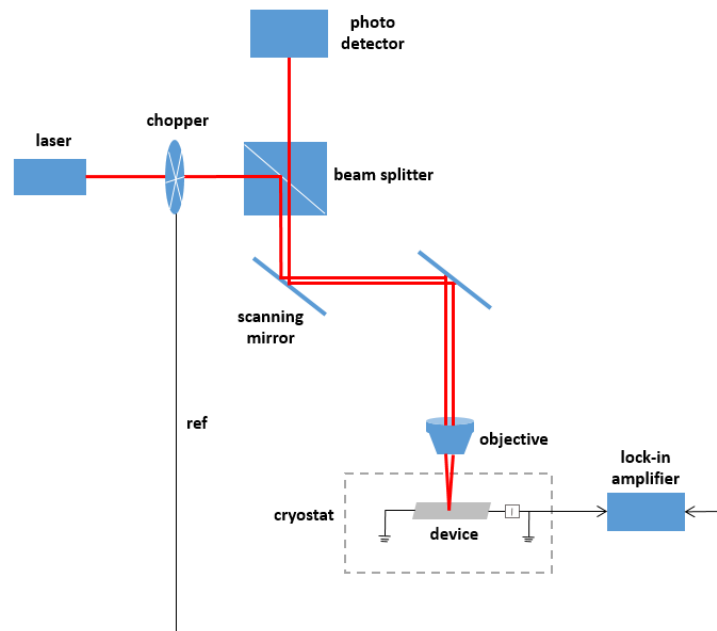 photo
detector
chopper
laser
beam splitter
scanning
mirror
ref
objective
lock-in
amplifier
cryostat
I
device